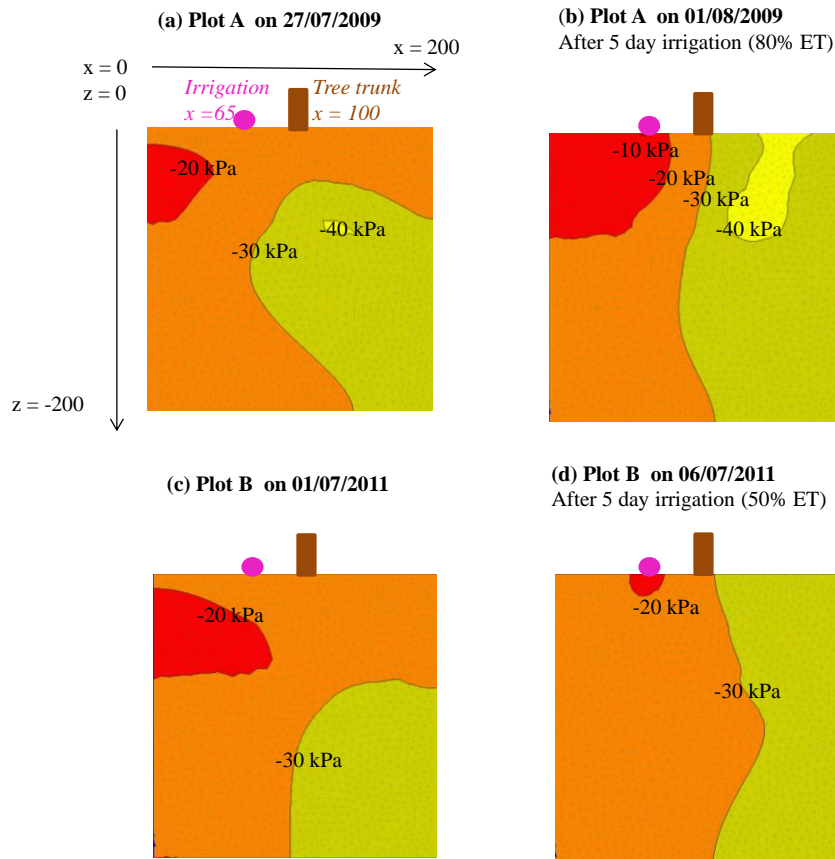 (a) Plot A on 27/07/2009
x = 200
x = 0
z = 0
Irrigation
x =65
Tree trunk
x = 100
-20 kPa
-40 kPa
-30 kPa
z = -200
(b) Plot A on 01/08/2009
After 5 day irrigation (80% ET)
-10 kPa
-20 kPa
-30 kPa
-40 kPa
(c) Plot B on 01/07/2011
-20 kPa
-30 kPa
(d) Plot B on 06/07/2011
After 5 day irrigation (50% ET)
-20 kPa
-30 kPa